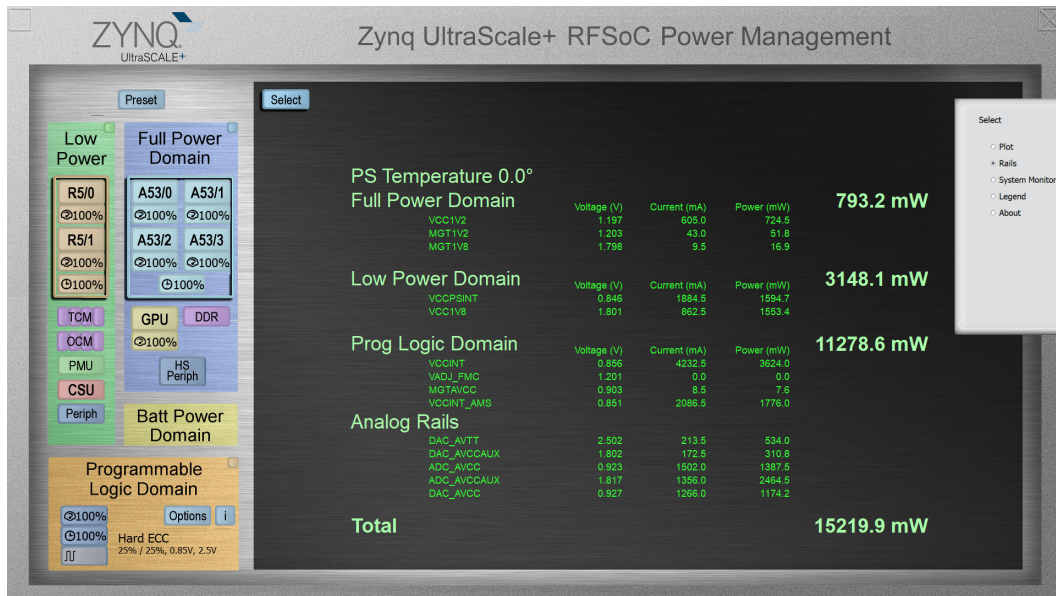 ZYNQ
UltraSCALE+
Zynq UltraScale+ RFSoC Power Management
Preset
Select
Low Power
Full Power Domain
R5/0
100%
R5/1
100%
100%
A53/0 A53/1
100% 100%
A53/2 A53/3
100% 100%
100%
TCM
OCM
PMU
CSU
Periph
GPU
100%
DDR
HS Periph
Batt Power Domain
Programmable Logic Domain
100%
100%
Options i
Hard ECC
25% / 25%, 0.85V, 2.5V
PS Temperature 0.0°
Full Power Domain Voltage (V) Current (mA) Power (mW) 793.2 mW
VCC1V2 1.197 605.0 724.5
MGT1V2 1.203 43.0 51.8
MGT1V8 1.798 9.5 16.9
Low Power Domain Voltage (V) Current (mA) Power (mW) 3148.1 mW
VCCPSINT 0.846 1884.5 1594.7
VCC1V8 1.801 862.5 1553.4
Prog Logic Domain Voltage (V) Current (mA) Power (mW) 11278.6 mW
VCCINT 0.856 4232.5 3624.0
VADJ_FMC 1.201 0.0 0.0
MGTAVCC 0.903 8.5 7.6
VCCINT_AMS 0.851 2086.5 1776.0
Analog Rails
DAC_AVTT 2.502 213.5 534.0
DAC_AVCCAUX 1.802 172.5 310.8
ADC_AVCC 0.923 1502.0 1387.5
ADC_AVCCAUX 1.817 1356.0 2464.5
DAC_AVCC 0.927 1266.0 1174.2
Total 15219.9 mW
Select
Plot
Rails
System Monitor
Legend
About